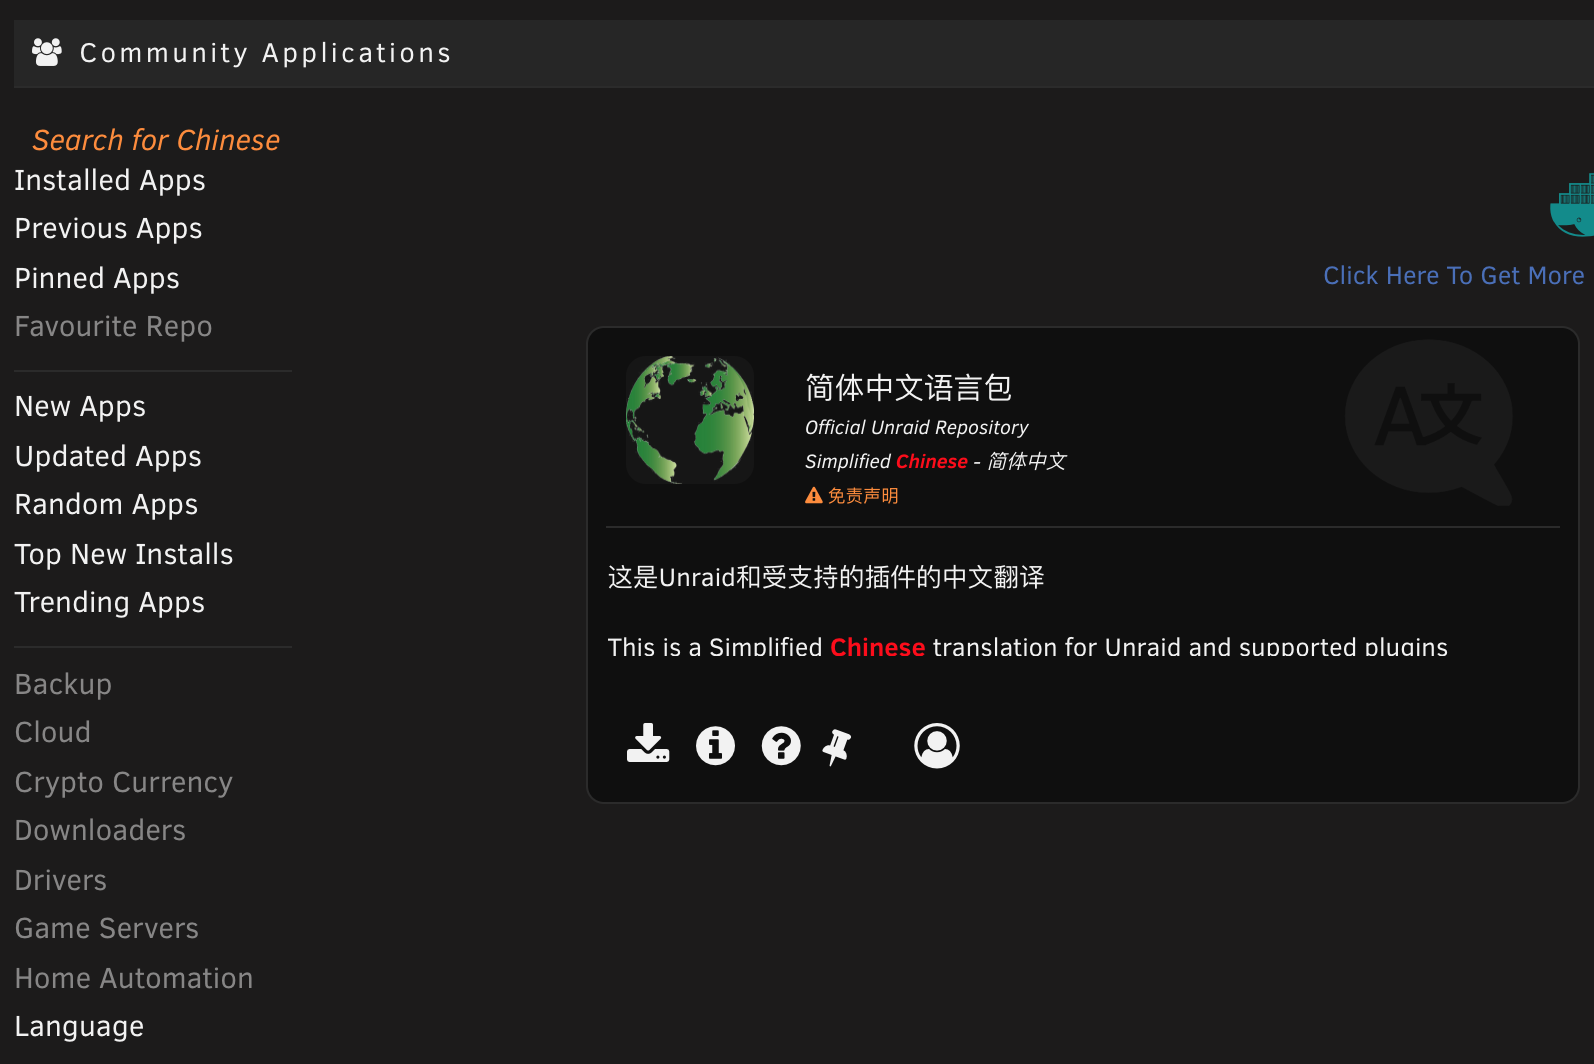 Community Applications
Search for Chinese
Installed Apps
Previous Apps
Pinned Apps
Favourite Repo
New Apps
Updated Apps
Random Apps
Top New Installs
Trending Apps
Backup
Cloud
Crypto Currency
Downloaders
Drivers
Game Servers
Home Automation
Language
Click Here To Get More
简体中文语言包
Official Unraid Repository
Simplified Chinese - 简体中文
免责声明
A文
这是Unraid和受支持的插件的中文翻译
This is a Simplified Chinese translation for Unraid and supported plugins